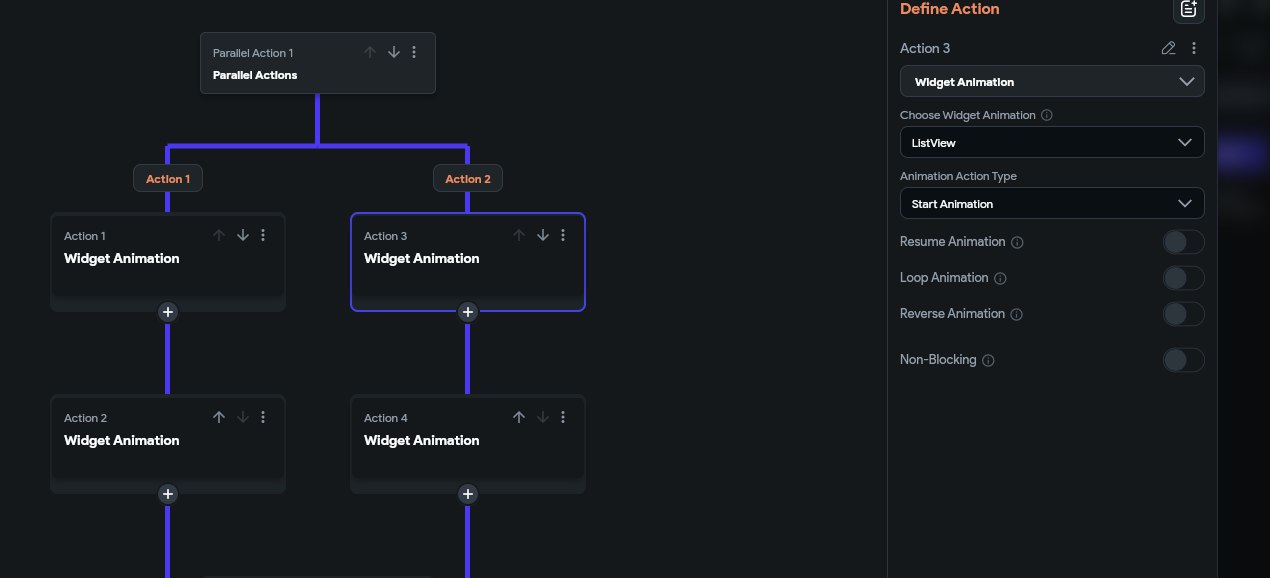 Parallel Action 1
Parallel Actions
Action 1
Action 2
Action 1
Widget Animation
Action 3
Widget Animation
Action 2
Widget Animation
Action 4
Widget Animation
Define Action
Action 3
Widget Animation
Choose Widget Animation
ListView
Animation Action Type
Start Animation
Resume Animation
Loop Animation
Reverse Animation
Non-Blocking